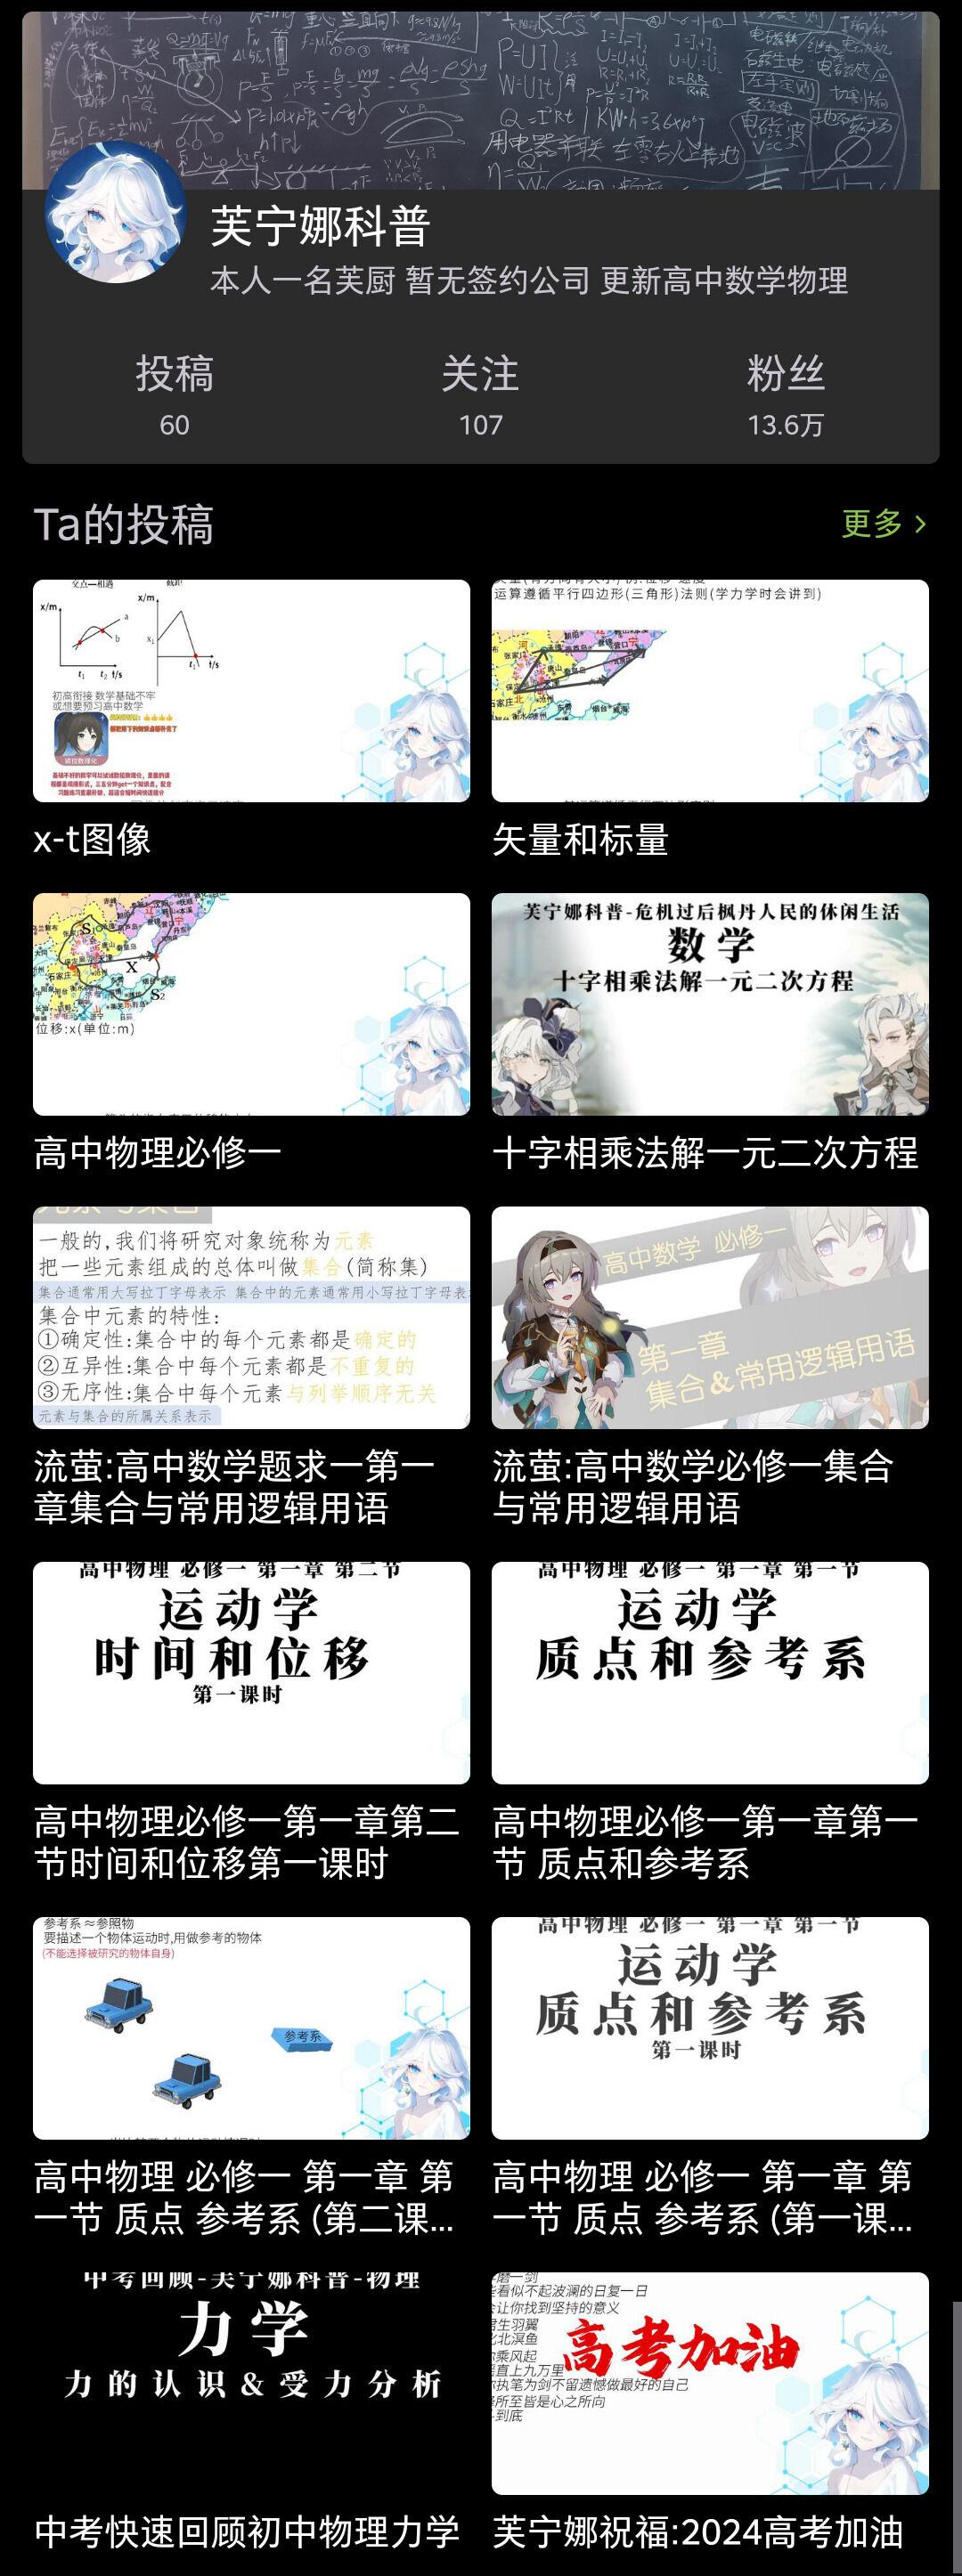 P=UI
W=UIt
Q=I²Rt
KW·h=3.6x10⁶J
芙宁娜科普
本人一名芙厨 暂无签约公司 更新高中数学物理
投稿 关注 粉丝
60 107 13.6万
Ta的投稿 更多 >
交点—相遇 截距
x/m x/m
a
b
x₁
t₁ t₂ t/s t₁ t/s
初高衔接 数学基础不牢
或想要预习高中数学
运算遵循平行四边形(三角形)法则(学力学时会讲到)
x-t图像
矢量和标量
S₁
X
S₂
位移:x(单位:m)
芙宁娜科普-危机过后枫丹人民的休闲生活
数学
十字相乘法解一元二次方程
高中物理必修一
十字相乘法解一元二次方程
一般的,我们将研究对象统称为元素
把一些元素组成的总体叫做集合(简称集)
集合通常用大写拉丁字母表示 集合中的元素通常用小写拉丁字母表
集合中元素的特性:
①确定性:集合中的每个元素都是确定的
②互异性:集合中每个元素都是不重复的
③无序性:集合中每个元素与列举顺序无关
元素与集合的所属关系表示
高中数学 必修一
第一章
集合&常用逻辑用语
流萤:高中数学题求一第一
章集合与常用逻辑用语
流萤:高中数学必修一集合
与常用逻辑用语
高中物理 必修一 第一章 第二节
运动学
时间和位移
第一课时
高中物理 必修一 第一章 第一节
运动学
质点和参考系
高中物理必修一第一章第二
节时间和位移第一课时
高中物理必修一第一章第一
节 质点和参考系
参考系≈参照物
要描述一个物体运动时,用做参考的物体
(不能选择被研究的物体自身)
参考系
高中物理 必修一 第一章 第一节
运动学
质点和参考系
第一课时
高中物理 必修一 第一章 第
一节 质点 参考系 (第二课...
高中物理 必修一 第一章 第
一节 质点 参考系 (第一课...
中考回顾-芙宁娜科普-物理
力学
力的认识&受力分析
磨一剑
看似不起波澜的日复一日
让你找到坚持的意义
生羽翼
北溟鱼
乘风起
直上九万里
执笔为剑不留遗憾做最好的自己
所至皆是心之所向
到底
高考加油
中考快速回顾初中物理力学
芙宁娜祝福:2024高考加油